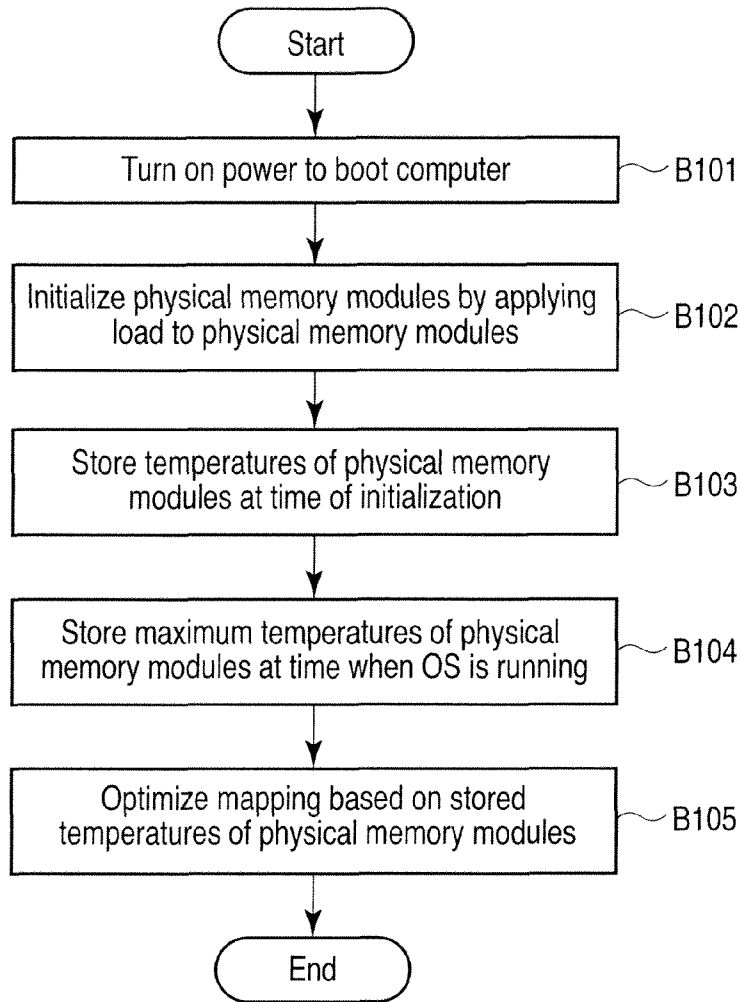 Start
Turn on power to boot computer
B101
Initialize physical memory modules by applying
load to physical memory modules
B102
Store temperatures of physical memory
modules at time of initialization
B103
Store maximum temperatures of physical
memory modules at time when OS is running
B104
Optimize mapping based on stored
temperatures of physical memory modules
B105
End